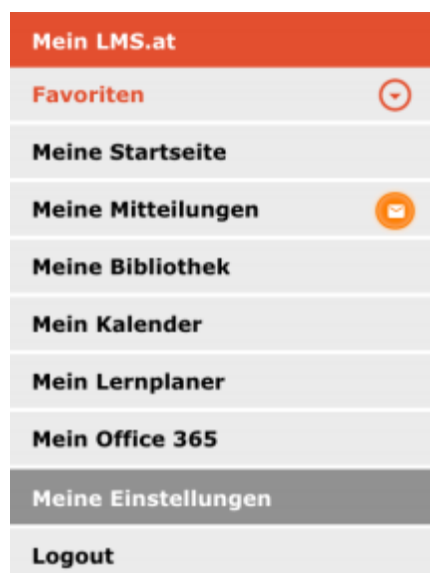 Mein LMS.at
Favoriten
Meine Startseite
Meine Mitteilungen
Meine Bibliothek
Mein Kalender
Mein Lernplaner
Mein Office 365
Meine Einstellungen
Logout